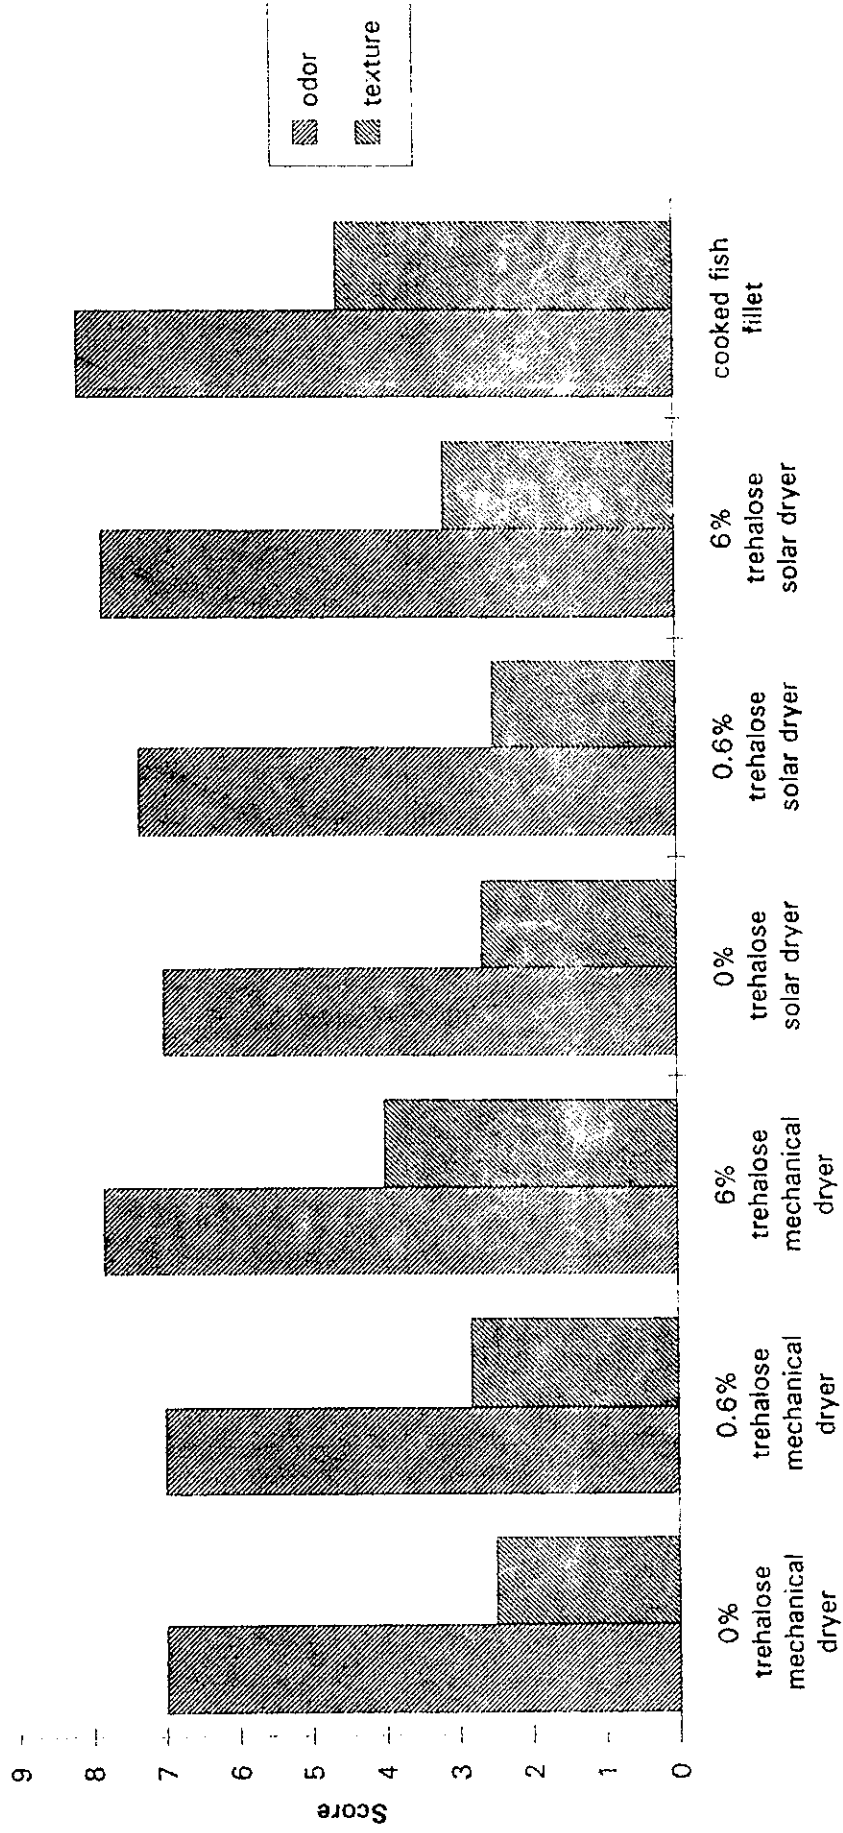 9
8
7
6
5
4
3
2
1
0
Score
0%
trehalose
mechanical
dryer
0.6%
trehalose
mechanical
dryer
6%
trehalose
mechanical
dryer
0%
trehalose
solar dryer
0.6%
trehalose
solar dryer
6%
trehalose
solar dryer
cooked fish
fillet
odor
texture